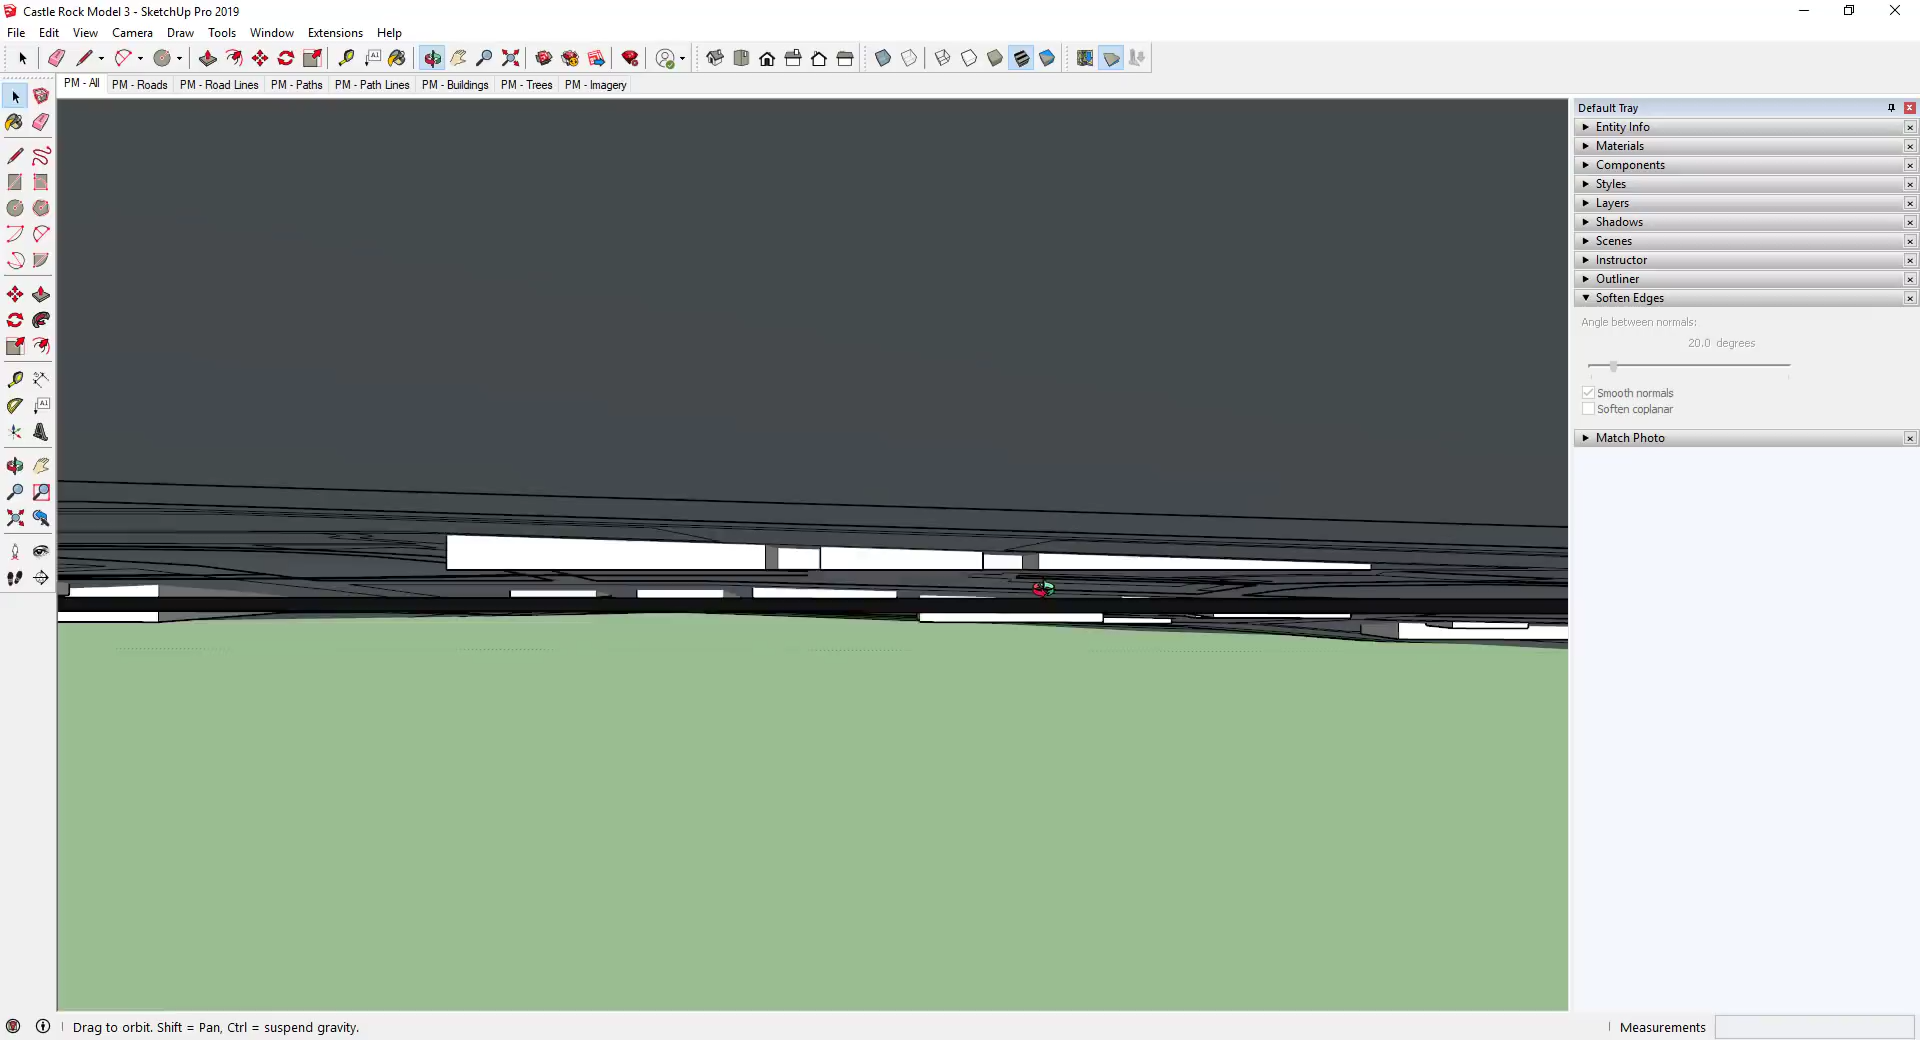 Castle Rock Model 3 - SketchUp Pro 2019
File Edit View Camera Draw Tools Window Extensions Help
PM - All PM - Roads PM - Road Lines PM - Paths PM - Path Lines PM - Buildings PM - Trees PM - Imagery
Default Tray
Entity Info
Materials
Components
Styles
Layers
Shadows
Scenes
Instructor
Outliner
Soften Edges
Angle between normals:
20.0 degrees
Smooth normals
Soften coplanar
Match Photo
Drag to orbit. Shift = Pan, Ctrl = suspend gravity.
Measurements